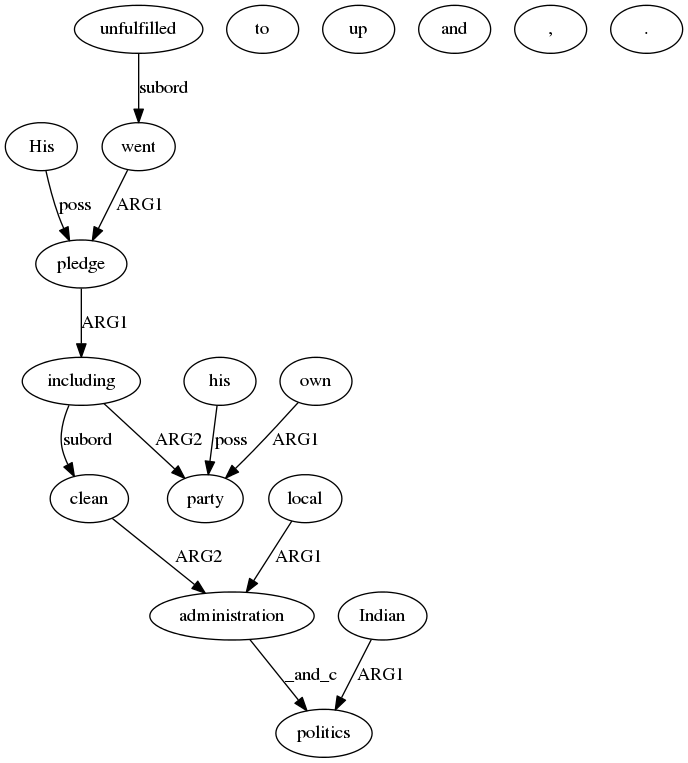 unfulfilled to up and , .
subord
His went
poss ARG1
pledge
ARG1
including his own
subord ARG2 poss ARG1
clean party local
ARG2 ARG1
administration Indian
_and_c ARG1
politics